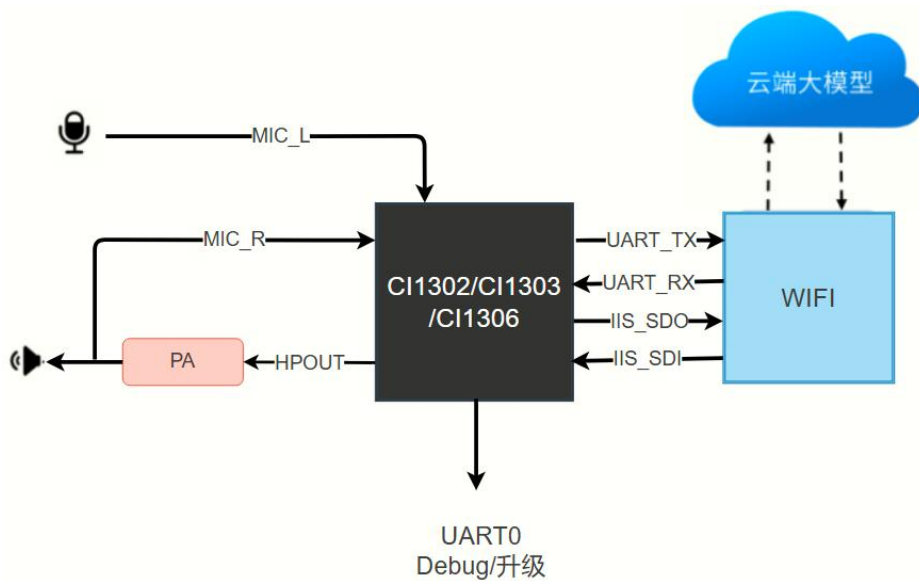 云端大模型
MIC_L
MIC_R
UART_TX
CI1302/CI1303
/CI1306
UART_RX
WIFI
IIS_SDO
IIS_SDI
PA
HPOUT
UART0
Debug/升级